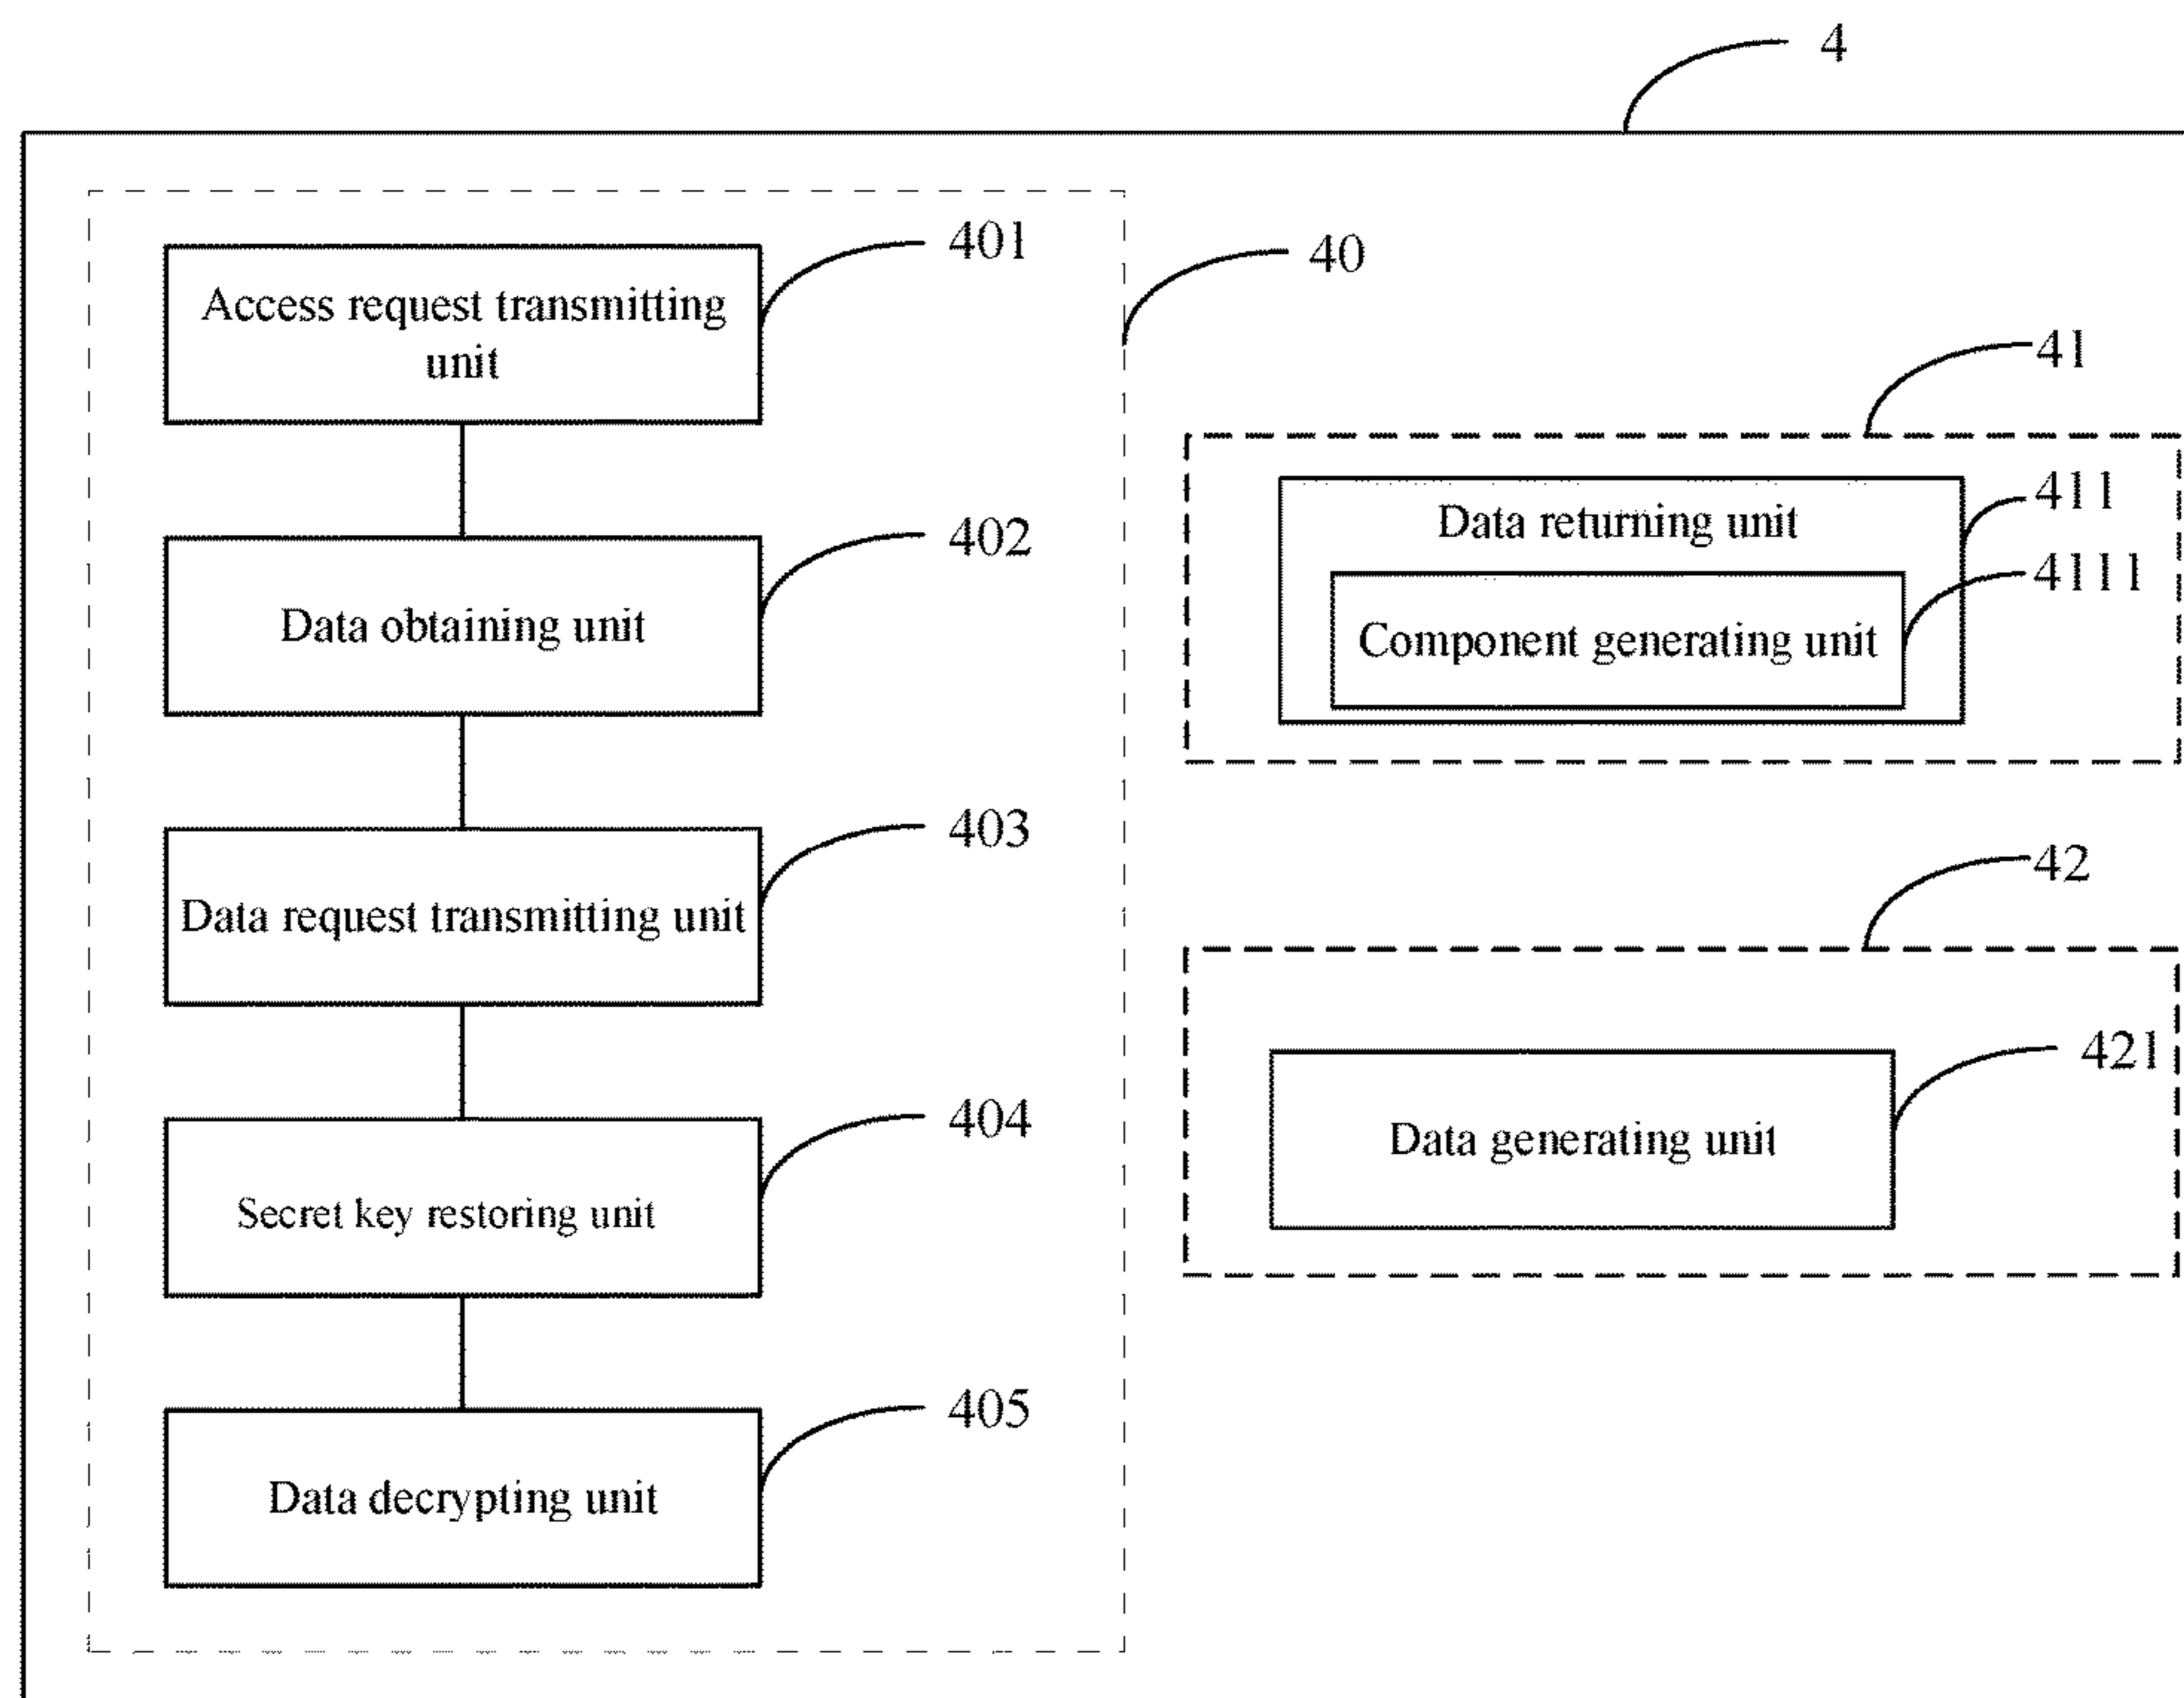 4
401
Access request transmitting
unit
40
402
Data obtaining unit
403
Data request transmitting unit
404
Secret key restoring unit
405
Data decrypting unit
41
411
Data returning unit
4111
Component generating unit
42
421
Data generating unit